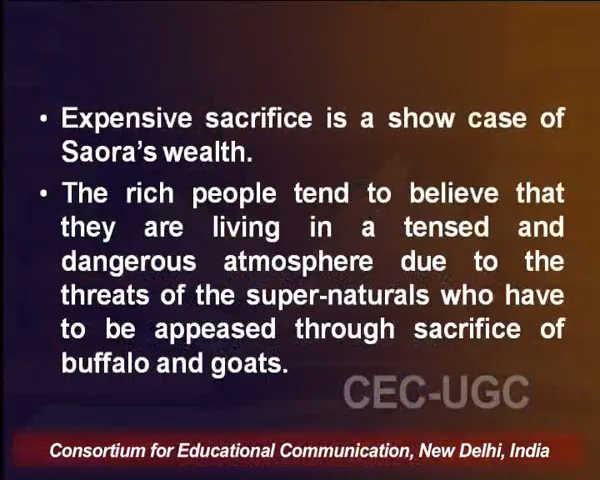 • Expensive sacrifice is a show case of
Saora's wealth.
• The rich people tend to believe that
they are living in a tensed and
dangerous atmosphere due to the
threats of the super-naturals who have
to be appeased through sacrifice of
buffalo and goats.
CEC-UGC
Consortium for Educational Communication, New Delhi, India